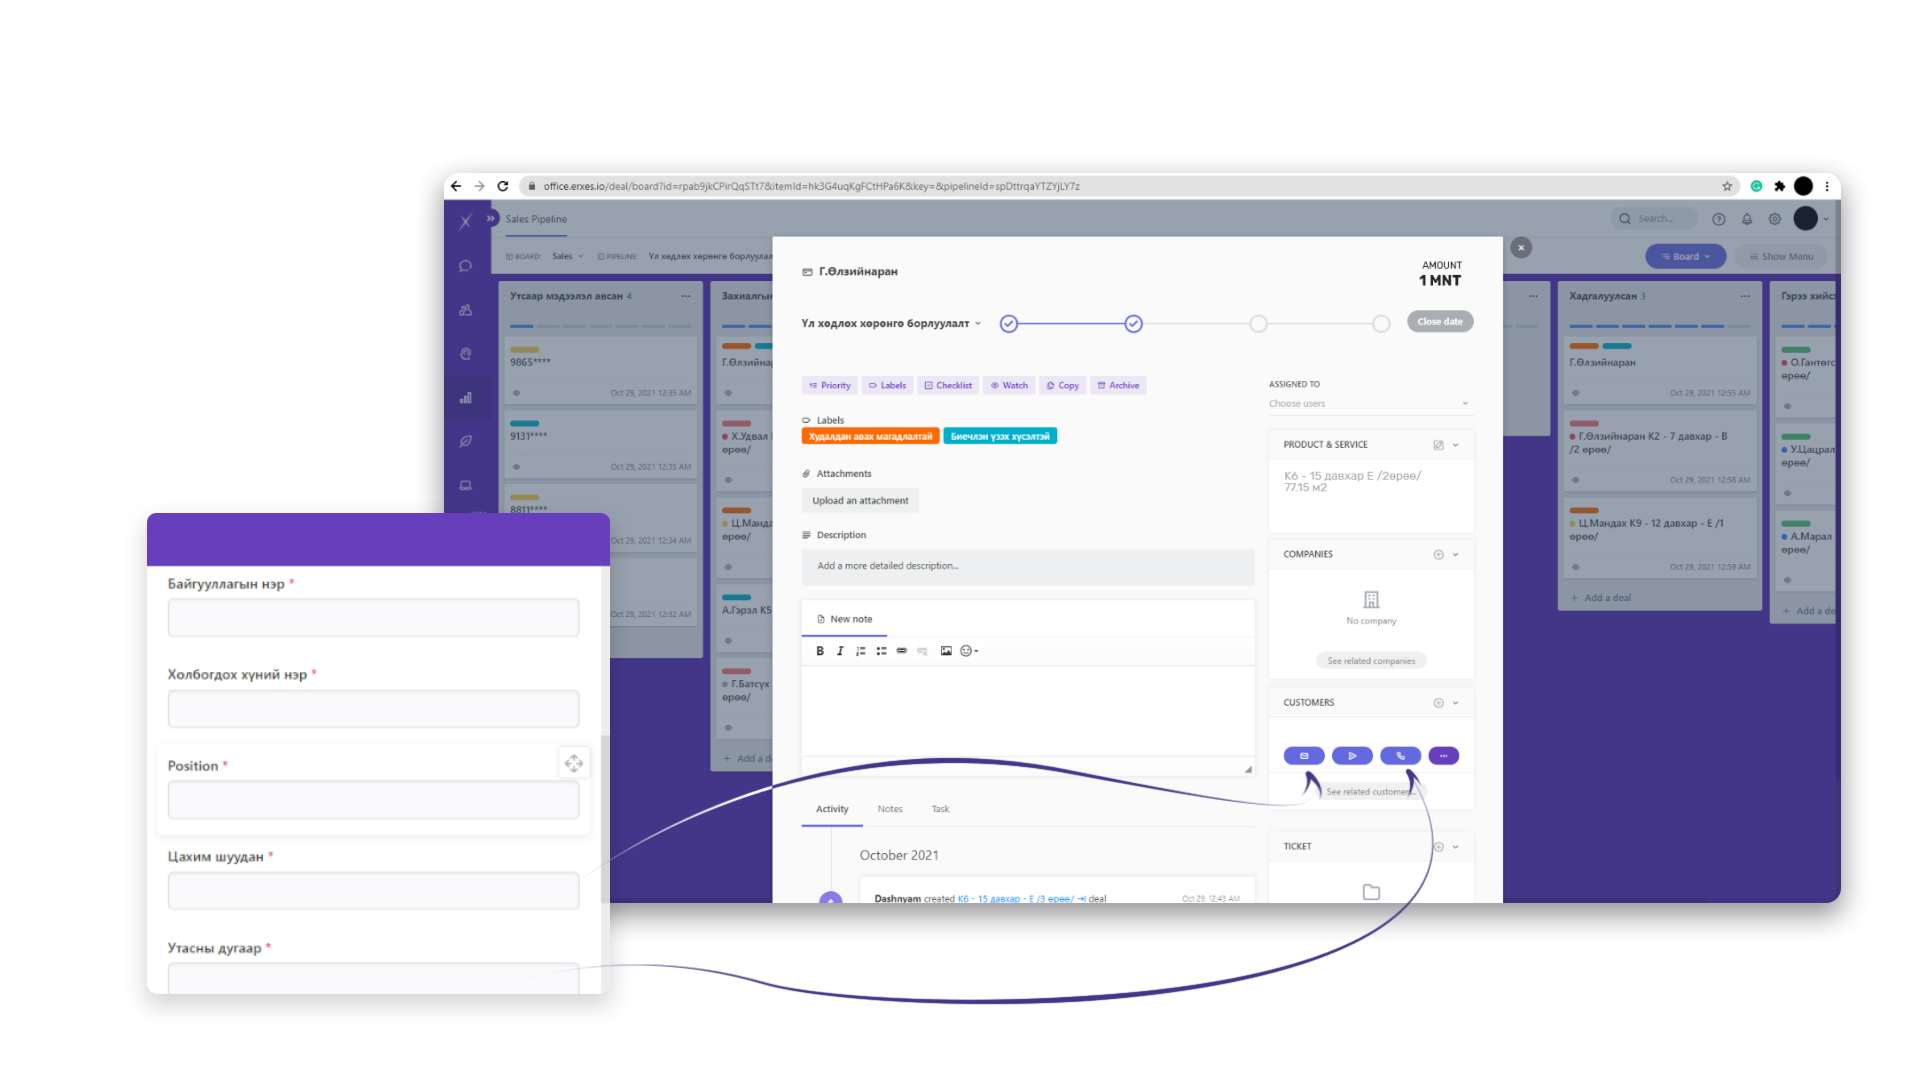 office.erxes.io/deal/board?id=rpab9jkCPirQqSTt7&itemId=hk3G4uqKgFCtHPa6K&key=&pipelineId=spDttrqaYTZYjLY7z
Sales Pipeline
Search...
BOARD: Sales
PIPELINE: Үл хөдлөх хөрөнгө борлуулал
Board
Show Menu
Утсаар мэдээлэл авсан 4
9865****
Oct 29, 2021 12:35 AM
9131****
Oct 29, 2021 12:35 AM
8811****
Oct 29, 2021 12:34 AM
Oct 29, 2021 12:32 AM
Захиалгын
Г.Өлзийнар
Х.Удвал
өрөө/
Ц.Манда
өрөө/
А.Гэрэл К5
Г.Батсүх
өрөө/
+ Add a d
Г.Өлзийнаран
AMOUNT
1 MNT
Үл хөдлөх хөрөнгө борлуулалт
Close date
Priority
Labels
Checklist
Watch
Copy
Archive
Labels
Худалдан авах магадлалтай
Биечлэн үзэх хүсэлтэй
Attachments
Upload an attachment
Description
Add a more detailed description...
New note
B I
Activity
Notes
Task
October 2021
Dashnyam created К6 - 15 давхар - Е /3 өрөө/ deal
Oct 29, 12:43 AM
ASSIGNED TO
Choose users
PRODUCT & SERVICE
К6 - 15 давхар Е /2өрөө/
77.15 м2
COMPANIES
No company
See related companies
CUSTOMERS
See related customers..
TICKET
Хадгалуулсан 3
Г.Өлзийнаран
Oct 29, 2021 12:55 AM
Г.Өлзийнаран К2 - 7 давхар - В
/2 өрөө/
Oct 29, 2021 12:58 AM
Ц.Мандах К9 - 12 давхар - Е /1
өрөө/
Oct 29, 2021 12:59 AM
+ Add a deal
Гэрээ хийсэ
О.Гантөгс
өрөө/
У.Цацрал
өрөө/
А.Марал
өрөө/
+ Add a de
Байгууллагын нэр *
Холбогдох хүний нэр *
Position *
Цахим шуудан *
Утасны дугаар *